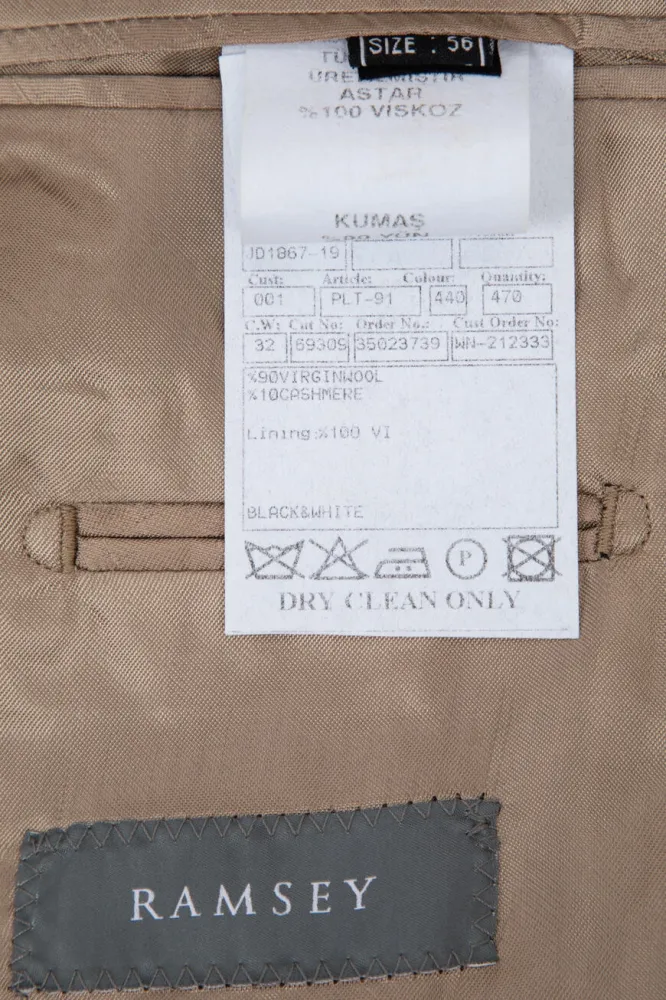 SIZE : 56
ASTAR
%100 VISKOZ
KUMAŞ
JD1867-19
Cust: Article: Colour: Quantity:
001 PLT-91 440 470
C.W: Cut No: Order No.: Cust Order No:
32 69309 35023739 WN-212333
%90VIRGINWOOL
%10CASHMERE
Lining:%100 VI
BLACK&WHITE
P
DRY CLEAN ONLY
RAMSEY